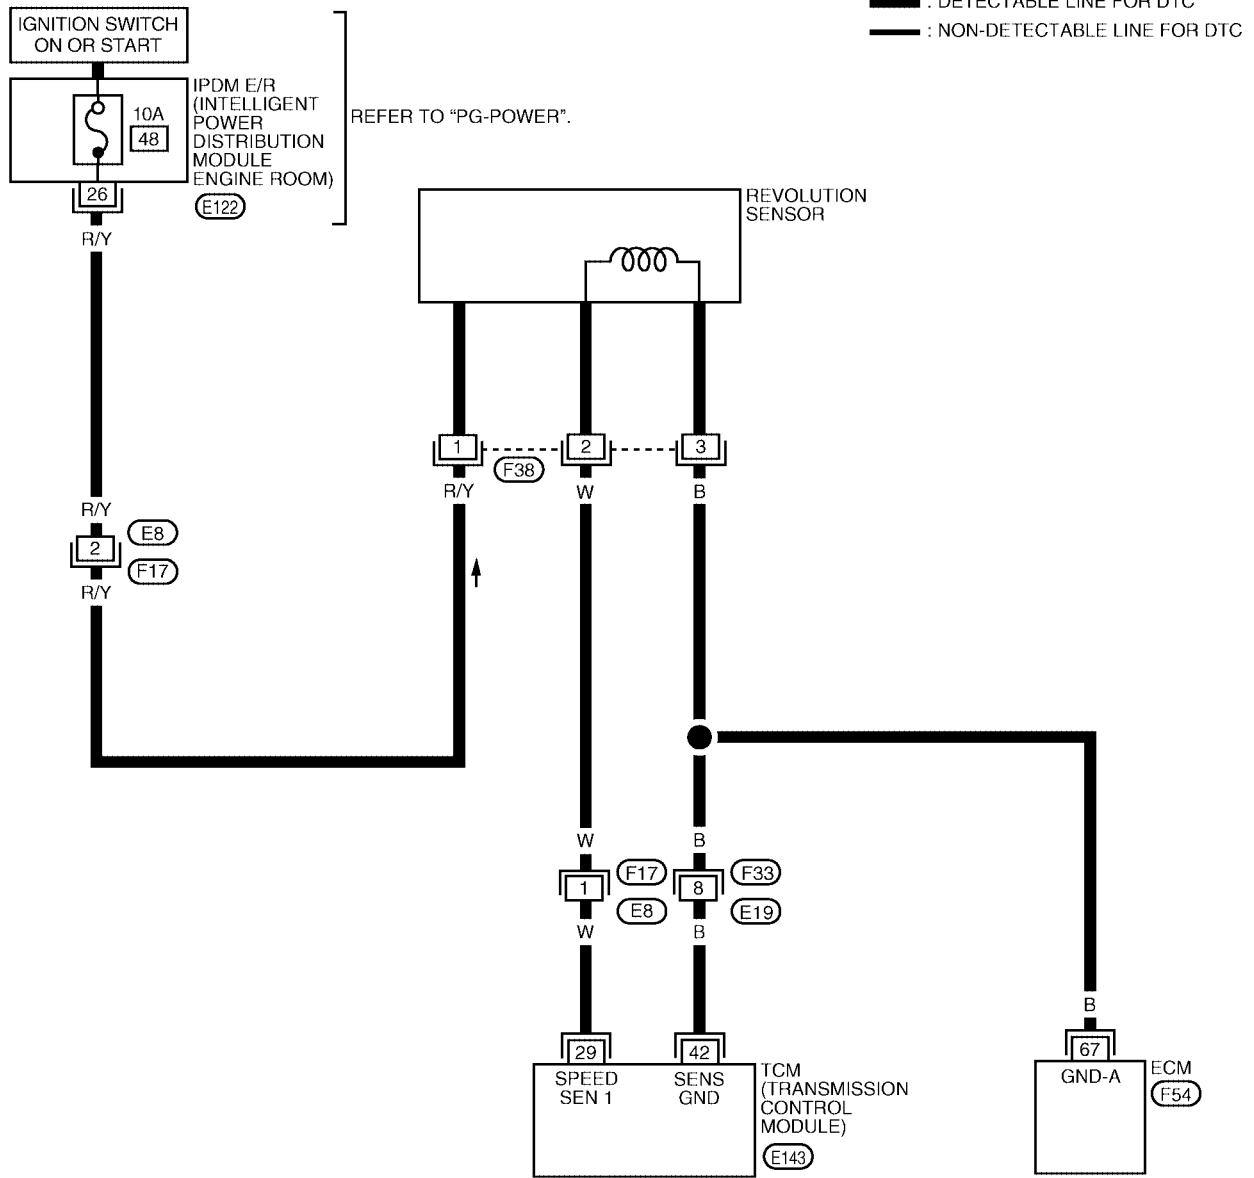 : DETECTABLE LINE FOR DTC
: NON-DETECTABLE LINE FOR DTC
IGNITION SWITCH
ON OR START
IPDM E/R
(INTELLIGENT
POWER
DISTRIBUTION
MODULE
ENGINE ROOM)
10A
48
REFER TO “PG-POWER”.
26
E122
R/Y
REVOLUTION
SENSOR
1
2
3
F38
R/Y
W
B
R/Y
E8
2
F17
R/Y
W
B
1
F17
E8
8
F33
E19
W
B
B
29
SPEED
SEN 1
42
SENS
GND
TCM
(TRANSMISSION
CONTROL
MODULE)
E143
67
GND-A
ECM
F54